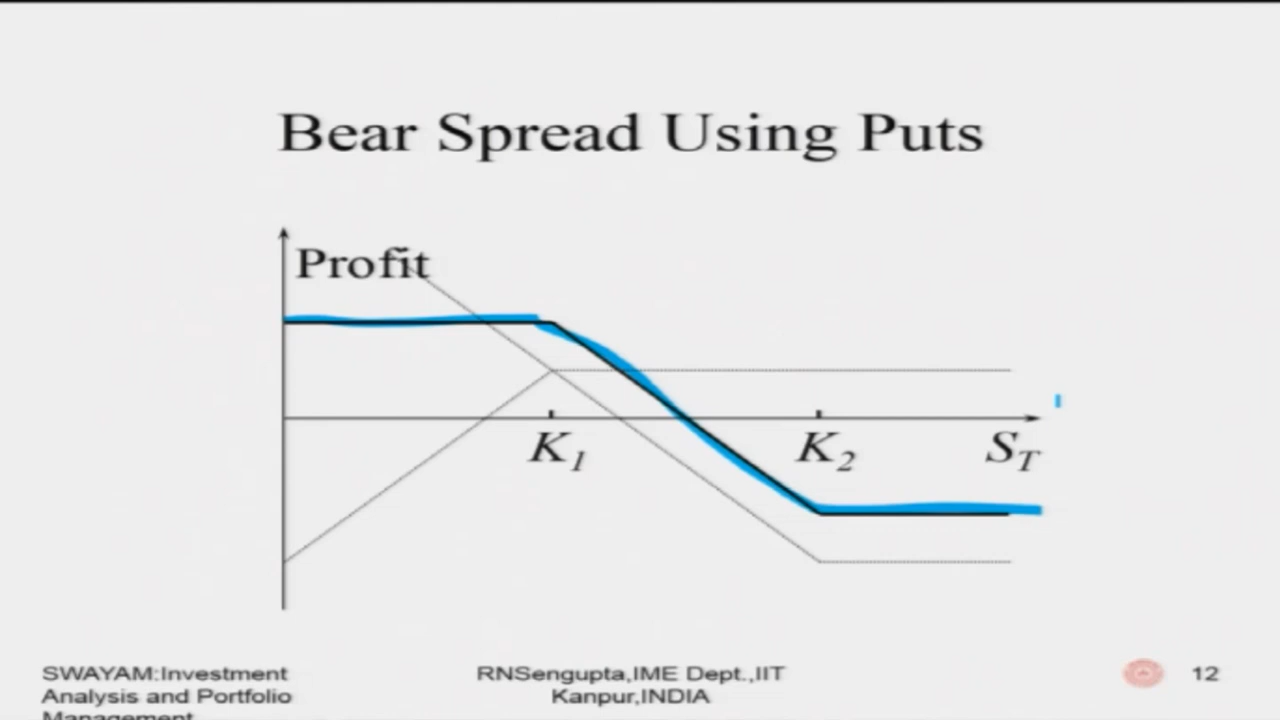 Bear Spread Using Puts
Profit
K1
K2
ST
SWAYAM:Investment
Analysis and Portfolio
Management
RNSengupta,IME Dept.,IIT
Kanpur,INDIA
12